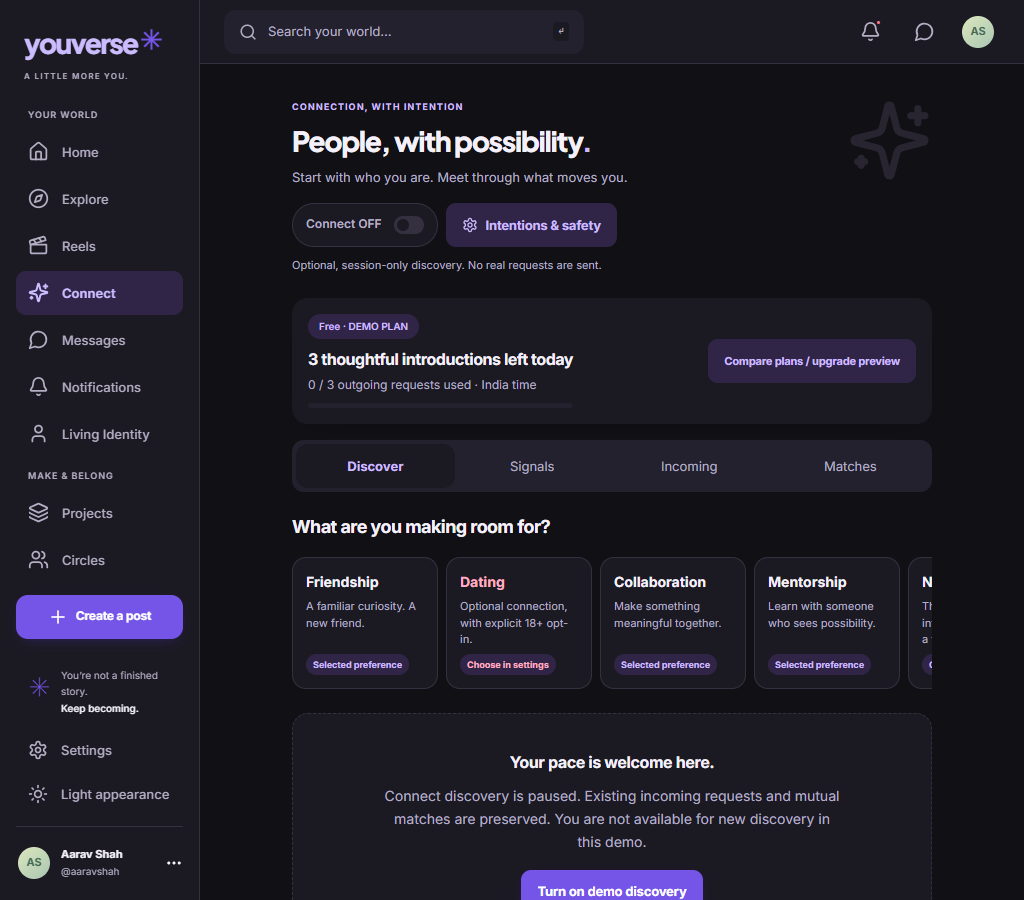 youverse
A LITTLE MORE YOU.
YOUR WORLD
Home
Explore
Reels
Connect
Messages
Notifications
Living Identity
MAKE & BELONG
Projects
Circles
Create a post
You're not a finished
story.
Keep becoming.
Settings
Light appearance
AS
Aarav Shah
@aaravshah
Search your world...
AS
CONNECTION, WITH INTENTION
People, with possibility.
Start with who you are. Meet through what moves you.
Connect OFF
Intentions & safety
Optional, session-only discovery. No real requests are sent.
Free · DEMO PLAN
3 thoughtful introductions left today
0 / 3 outgoing requests used · India time
Compare plans / upgrade preview
Discover
Signals
Incoming
Matches
What are you making room for?
Friendship
A familiar curiosity. A
new friend.
Selected preference
Dating
Optional connection,
with explicit 18+ opt-
in.
Choose in settings
Collaboration
Make something
meaningful together.
Selected preference
Mentorship
Learn with someone
who sees possibility.
Selected preference
Your pace is welcome here.
Connect discovery is paused. Existing incoming requests and mutual
matches are preserved. You are not available for new discovery in
this demo.
Turn on demo discovery